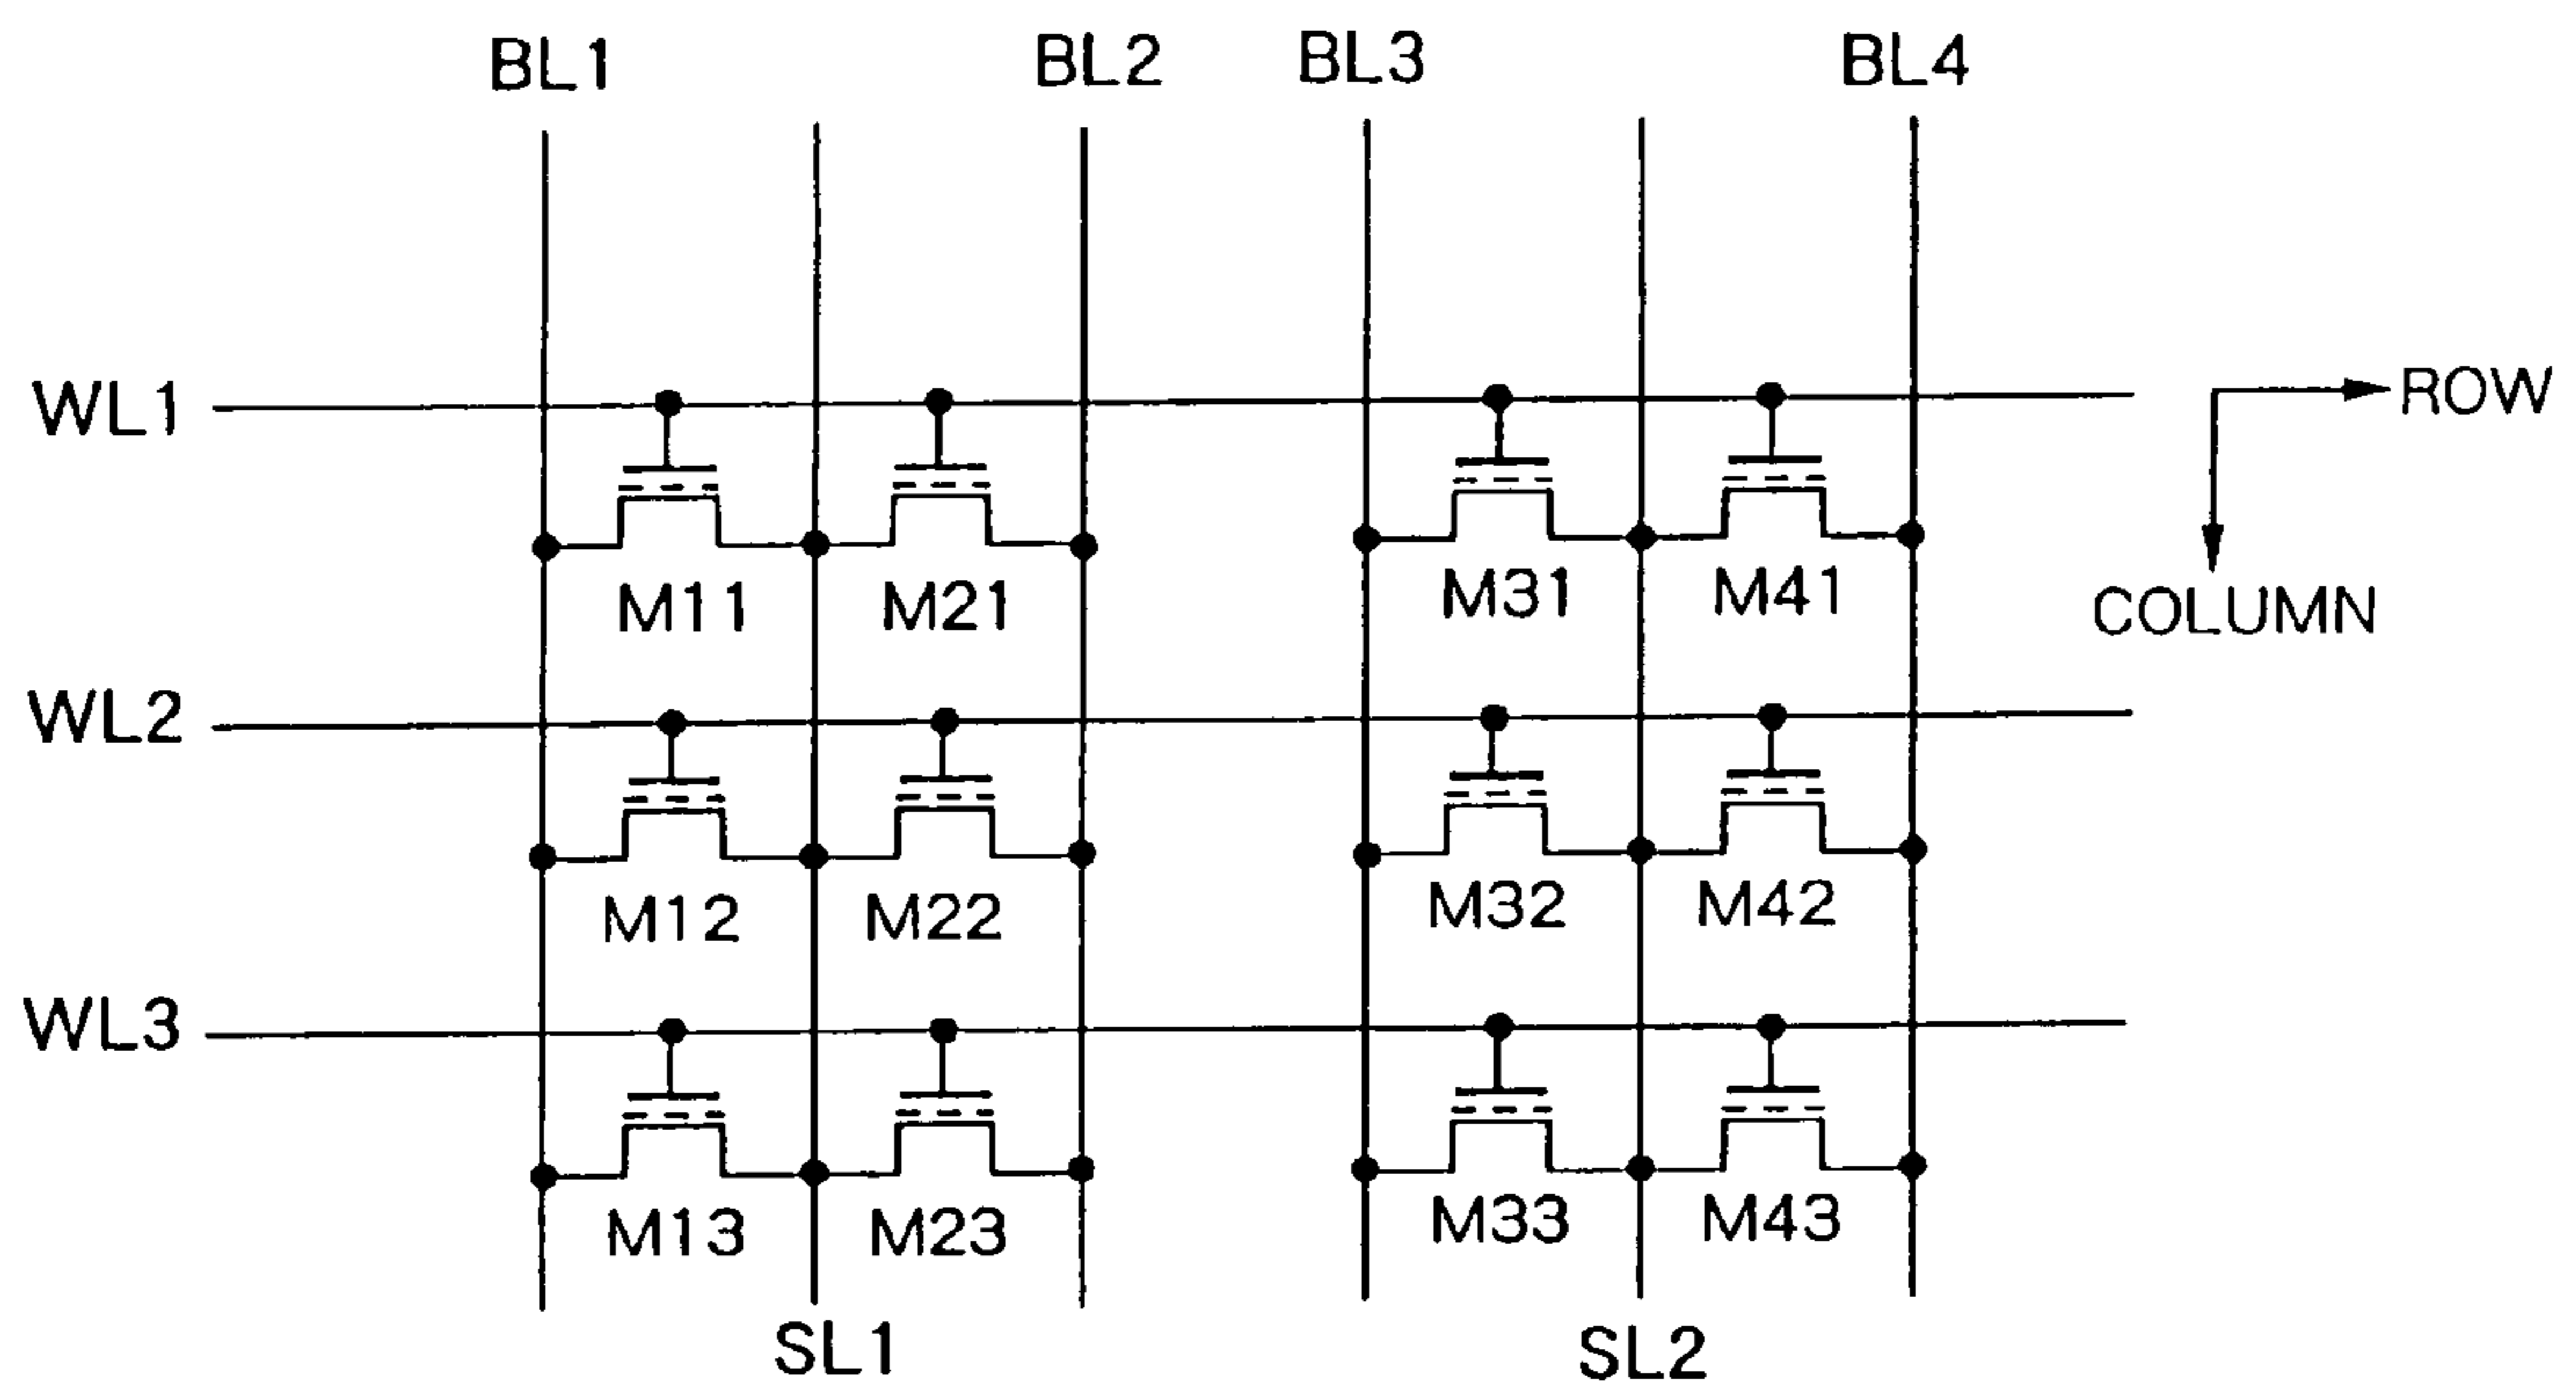 BL1 BL2 BL3 BL4
WL1 ROW
M11 M21 M31 M41 COLUMN
WL2
M12 M22 M32 M42
WL3
M13 M23 M33 M43
SL1 SL2